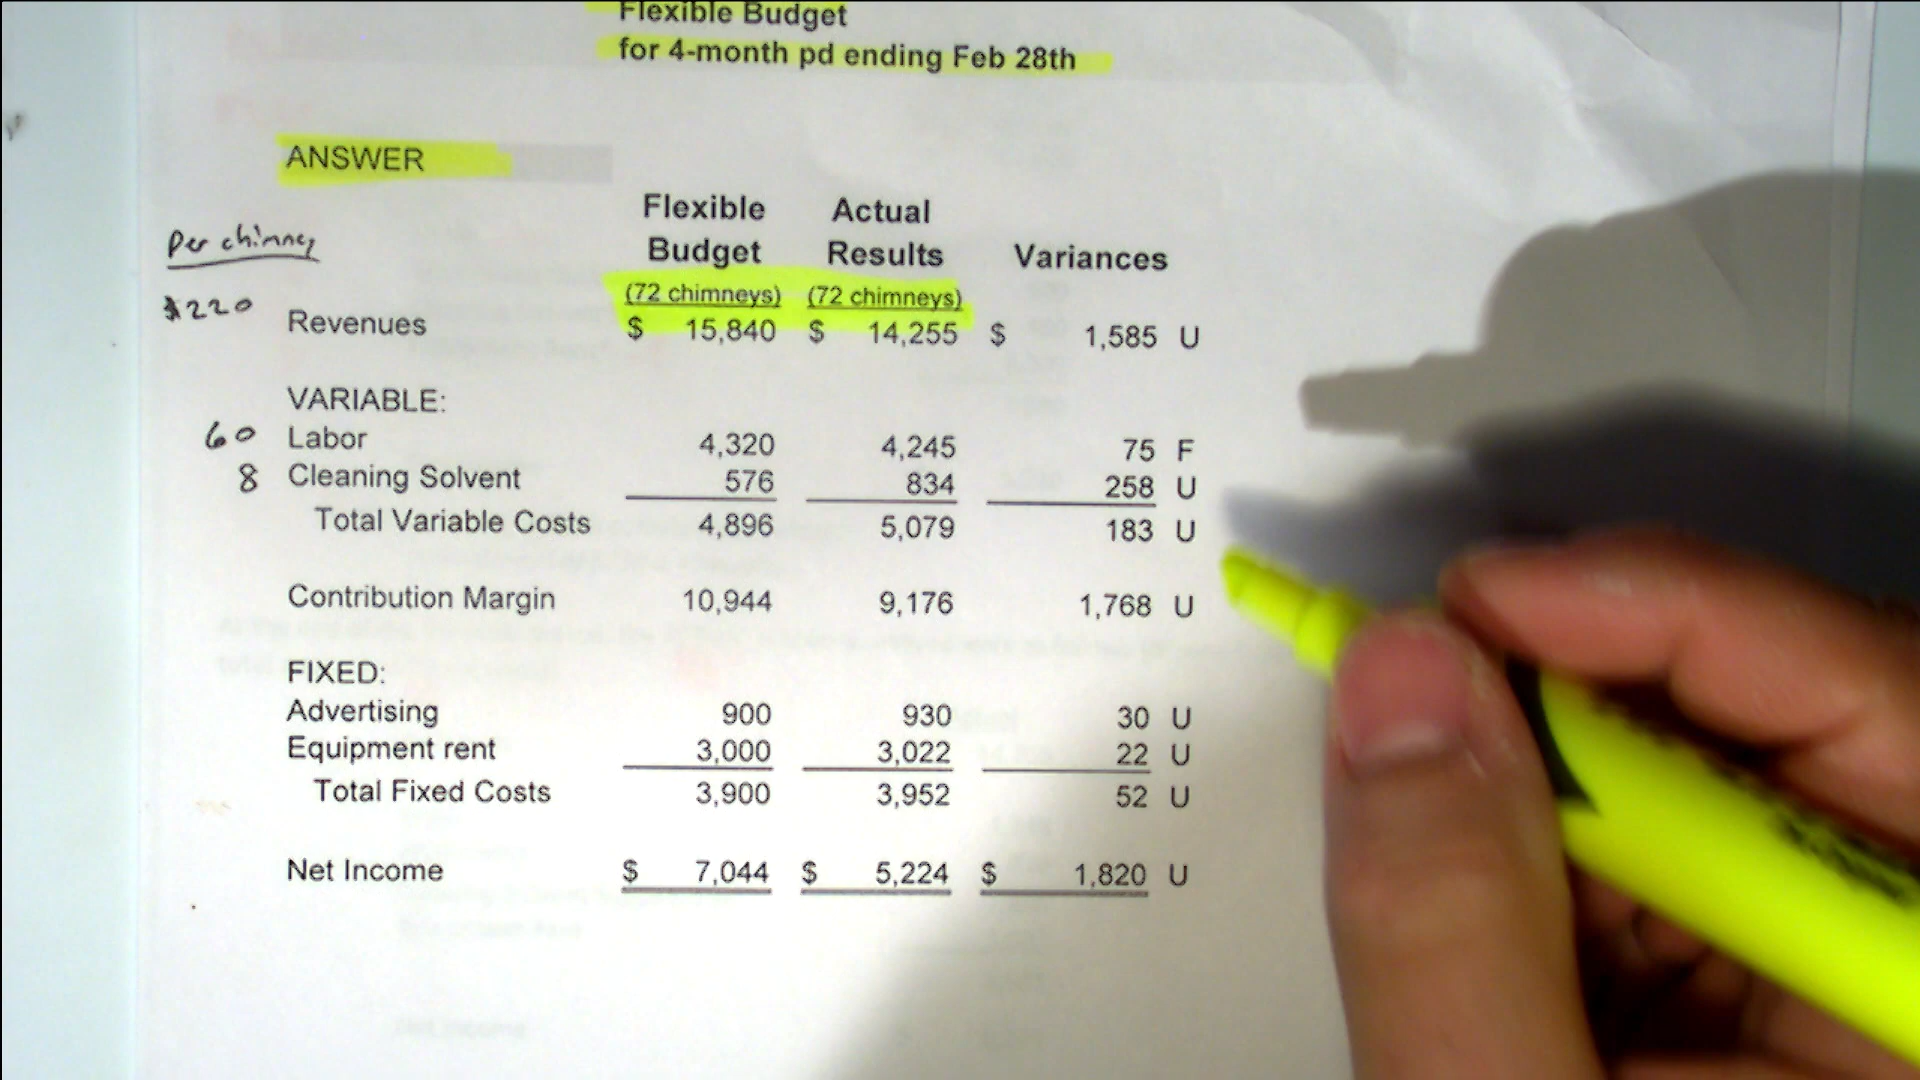 Flexible Budget
for 4-month pd ending Feb 28th
ANSWER
Per chimney
Flexible Budget Actual Results Variances
(72 chimneys) (72 chimneys)
$220 Revenues $ 15,840 $ 14,255 $ 1,585 U
VARIABLE:
60 Labor 4,320 4,245 75 F
8 Cleaning Solvent 576 834 258 U
Total Variable Costs 4,896 5,079 183 U
Contribution Margin 10,944 9,176 1,768 U
FIXED:
Advertising 900 930 30 U
Equipment rent 3,000 3,022 22 U
Total Fixed Costs 3,900 3,952 52 U
Net Income $ 7,044 $ 5,224 $ 1,820 U